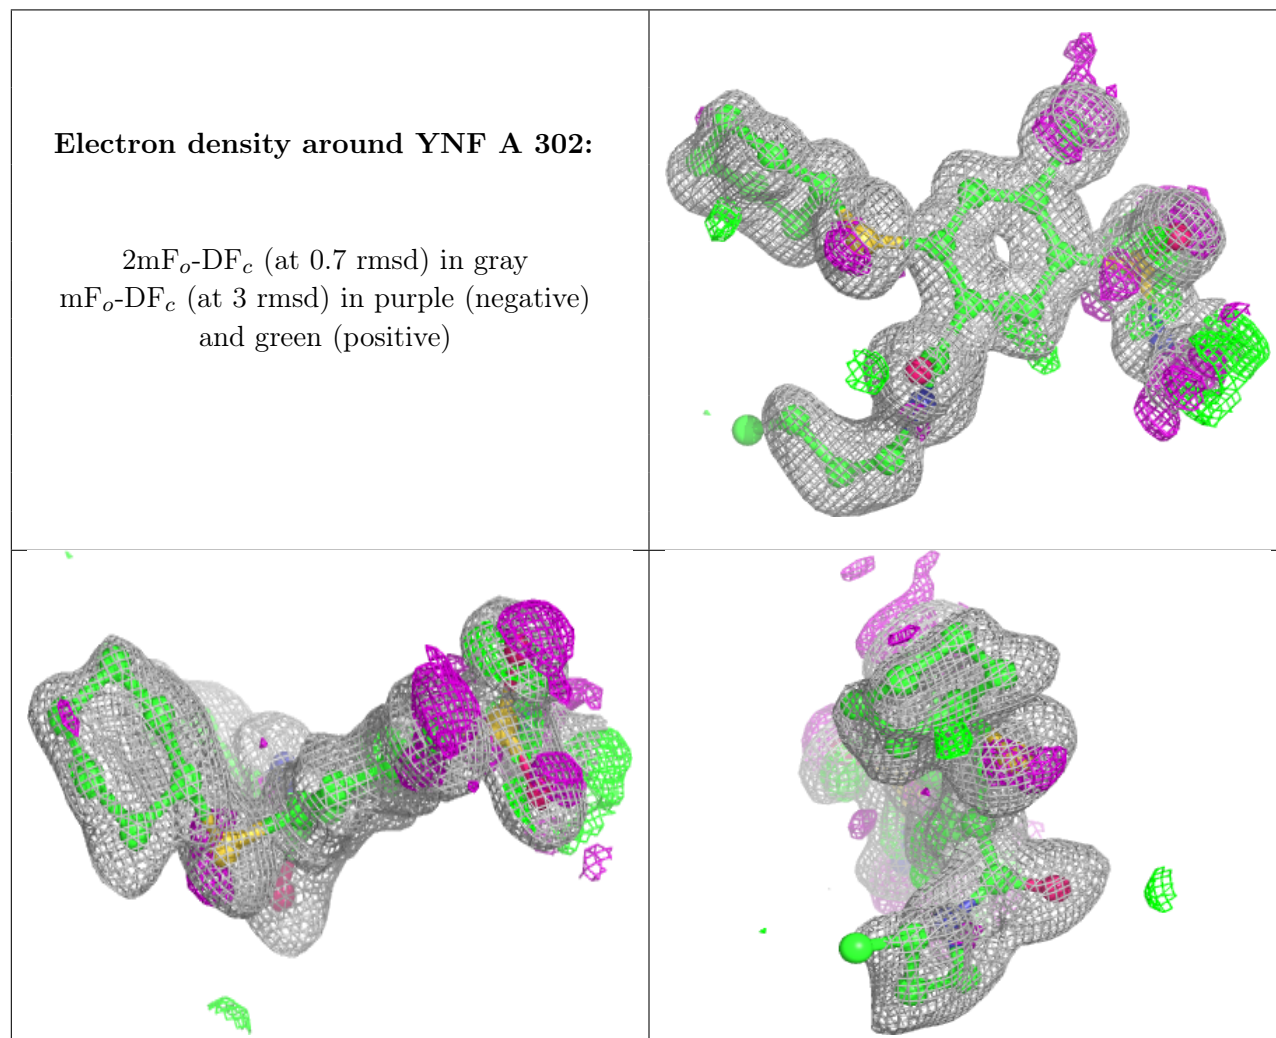 Electron density around YNF A 302:
2mFo-DFc (at 0.7 rmsd) in gray
mFo-DFc (at 3 rmsd) in purple (negative)
and green (positive)